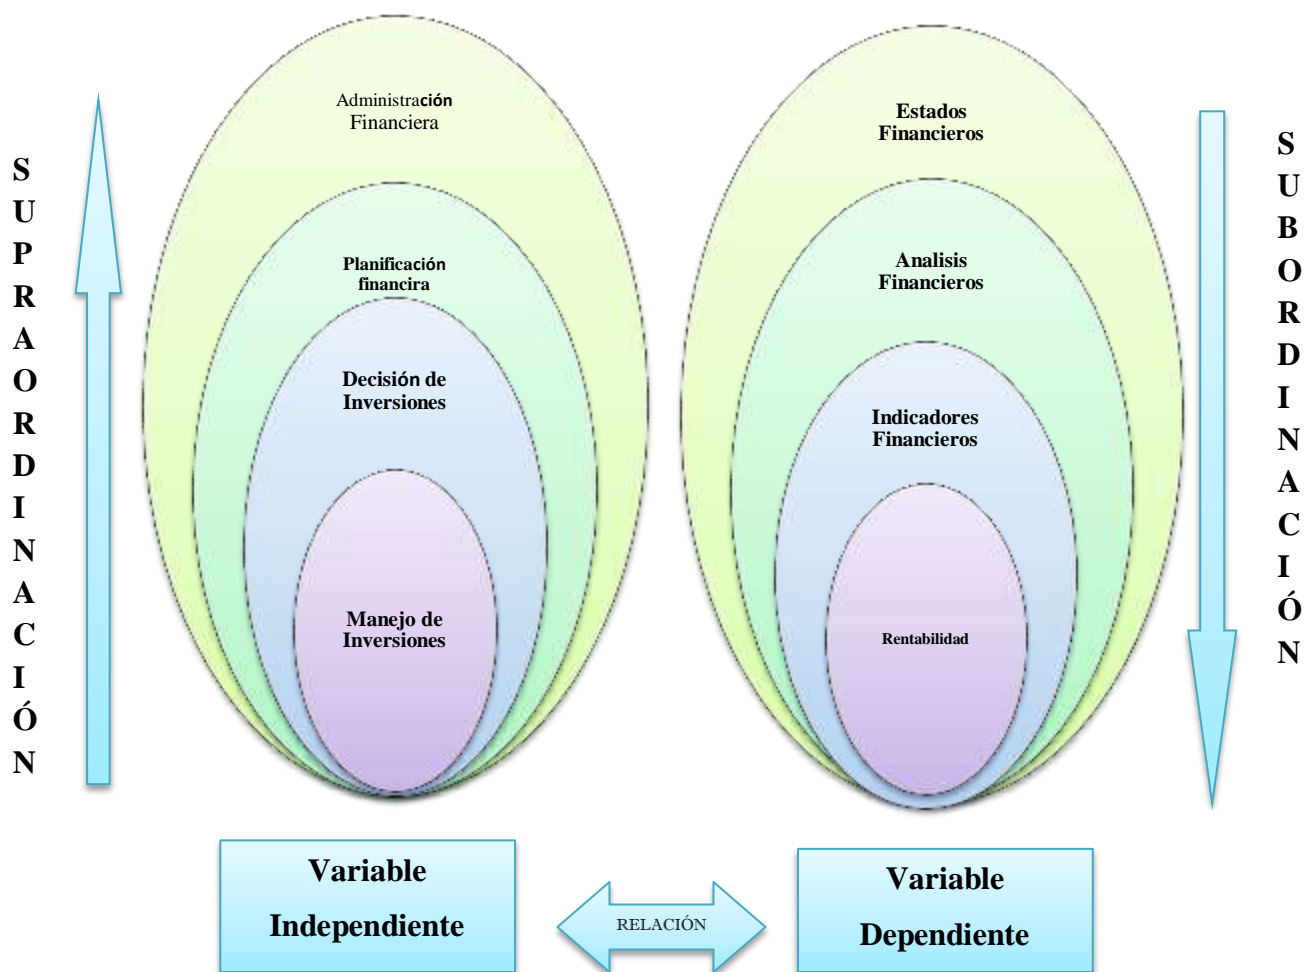 SUPRAORDINACIÓN
Administración
Financiera
Planificación
financira
Decisión de
Inversiones
Manejo de
Inversiones
Estados
Financieros
Analisis
Financieros
Indicadores
Financieros
Rentabilidad
SUBORDINACIÓN
Variable
Independiente
RELACIÓN
Variable
Dependiente